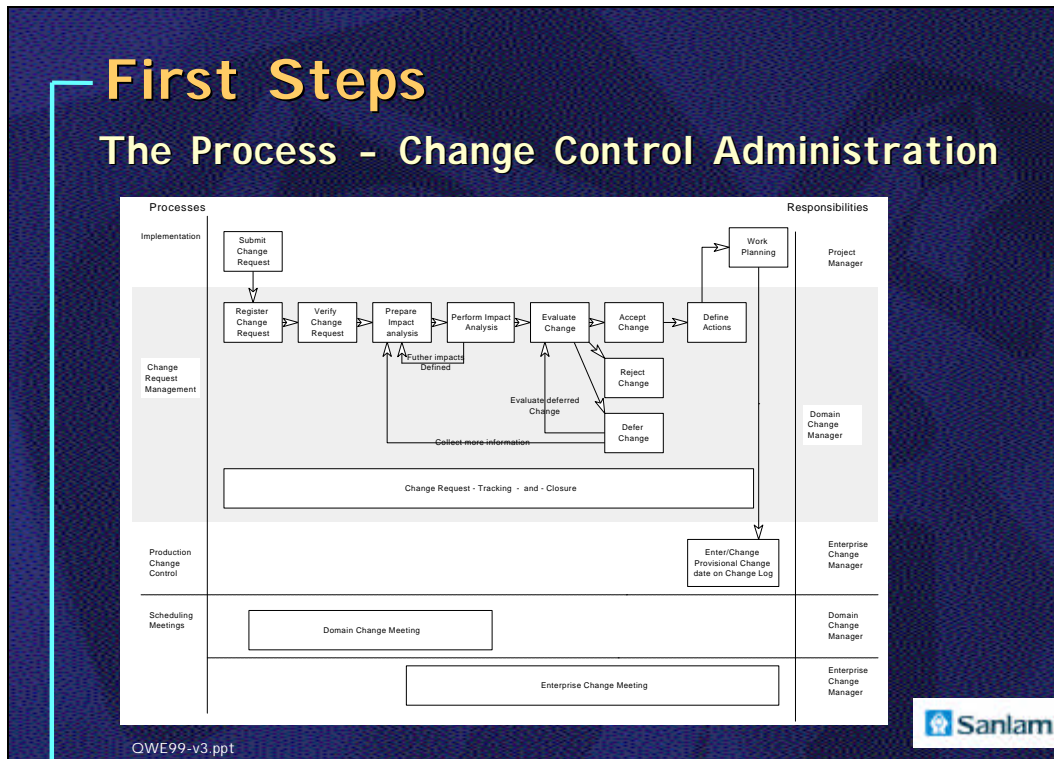 First Steps
The Process – Change Control Administration
Processes
Responsibilities
Implementation
Submit
Change
Request
Work
Planning
Project
Manager
Register
Change
Request
Verify
Change
Request
Prepare
Impact
analysis
Perform Impact
Analysis
Evaluate
Change
Accept
Change
Define
Actions
Futher impacts
Defined
Change
Request
Management
Reject
Change
Evaluate deferred
Change
Defer
Change
Collect more information
Domain
Change
Manager
Change Request - Tracking - and - Closure
Production
Change
Control
Enter/Change
Provisional Change
date on Change Log
Enterprise
Change
Manager
Scheduling
Meetings
Domain Change Meeting
Domain
Change
Manager
Enterprise Change Meeting
Enterprise
Change
Manager
Sanlam
QWE99-v3.ppt